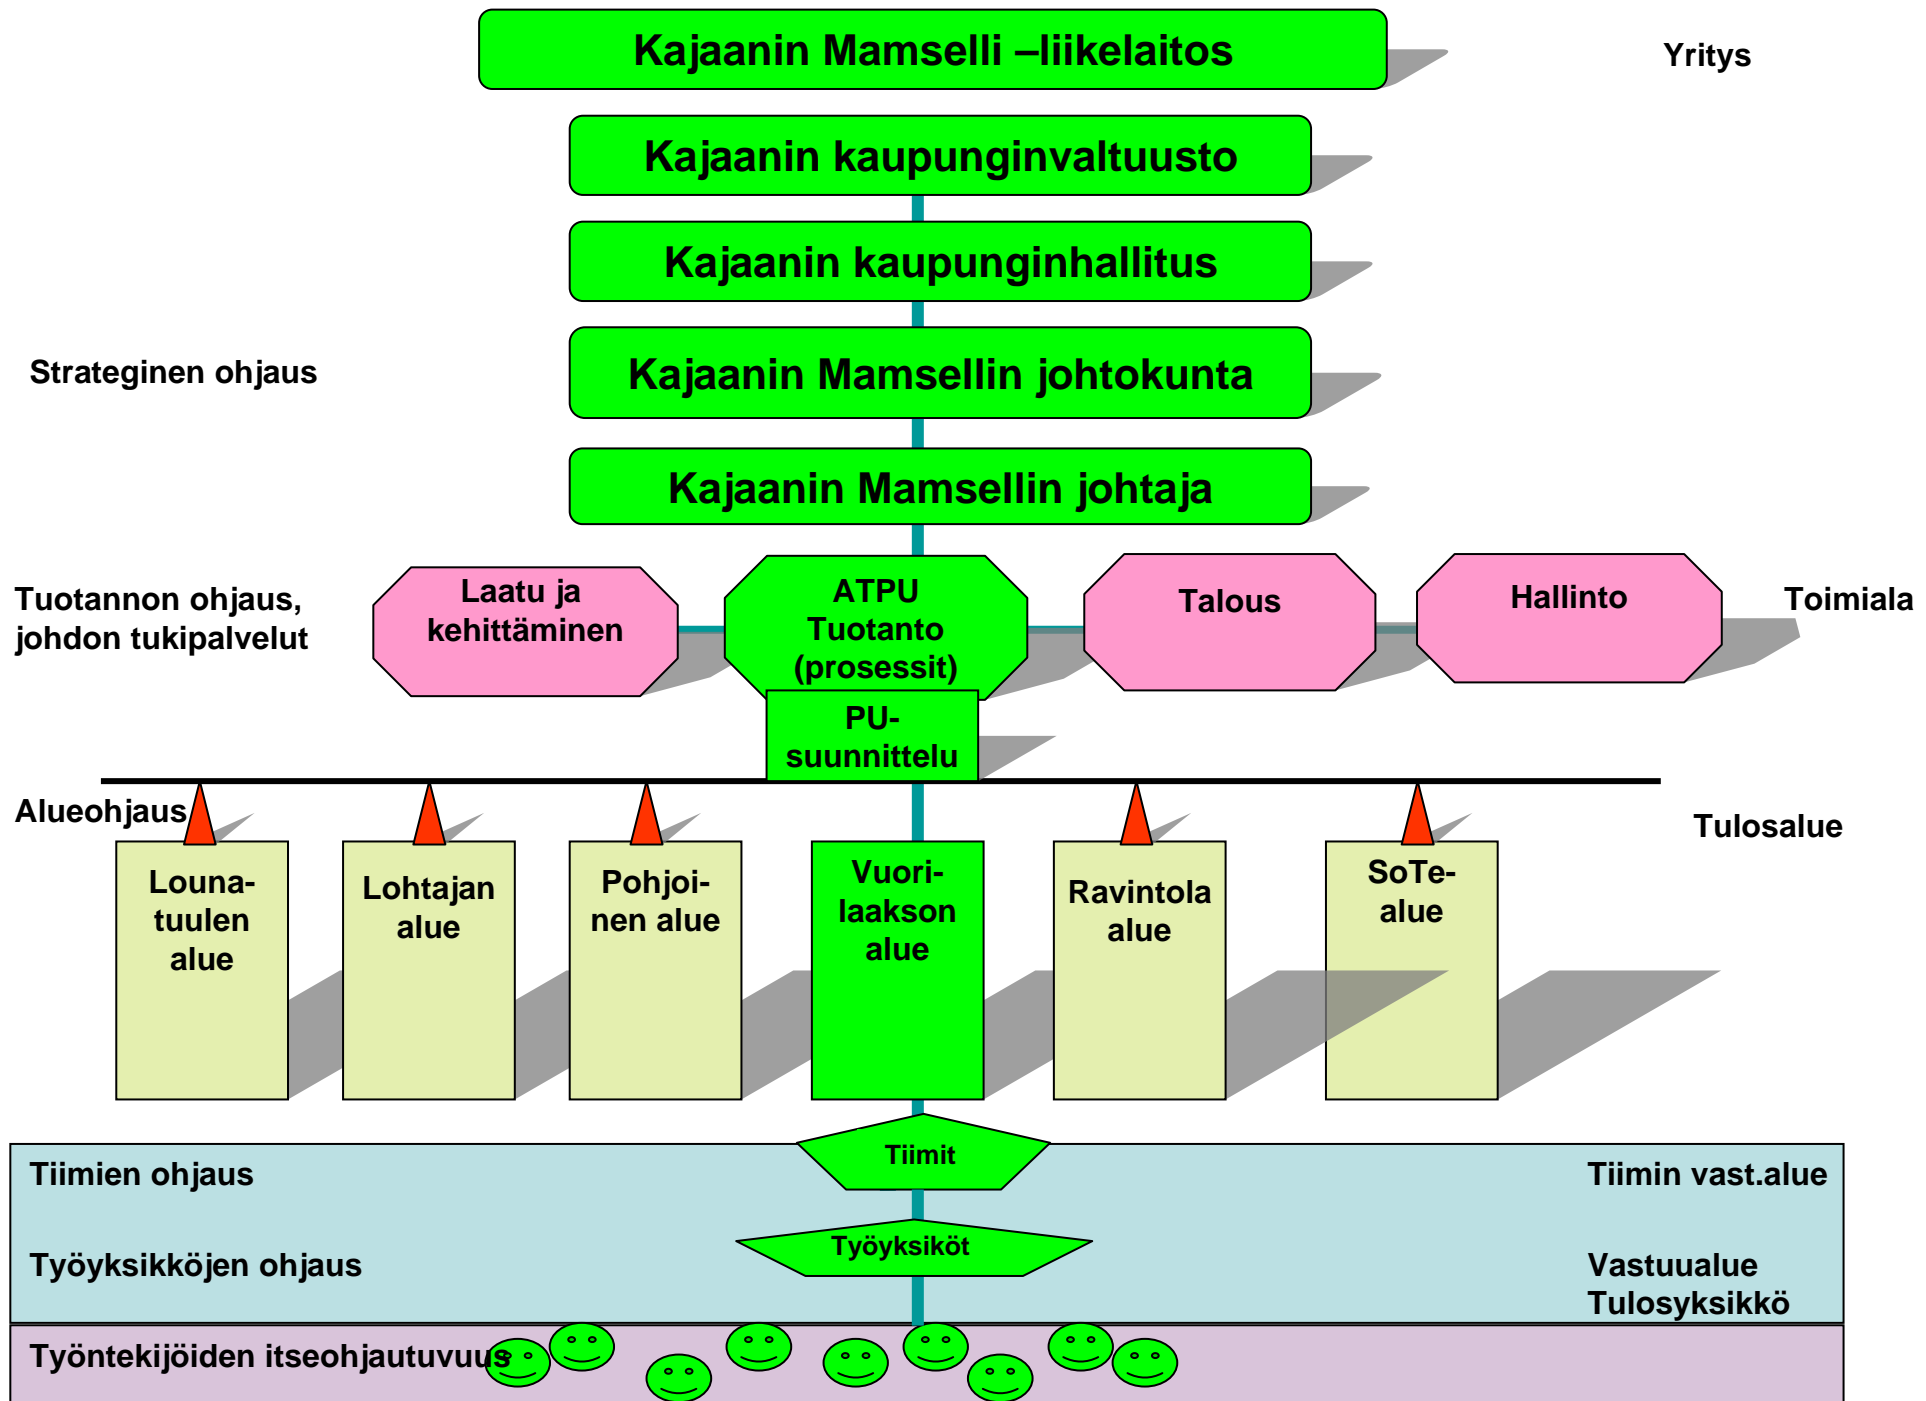 Kajaanin Mamselli –liikelaitos
Yritys
Kajaanin kaupunginvaltuusto
Kajaanin kaupunginhallitus
Strateginen ohjaus
Kajaanin Mamsellin johtokunta
Kajaanin Mamsellin johtaja
Tuotannon ohjaus,
johdon tukipalvelut
Laatu ja
kehittäminen
ATPU
Tuotanto
(prosessit)
Talous
Hallinto
Toimiala
PU-
suunnittelu
Alueohjaus
Tulosalue
Louna-
tuulen
alue
Lohtajan
alue
Pohjoi-
nen alue
Vuori-
laakson
alue
Ravintola
alue
SoTe-
alue
Tiimit
Tiimien ohjaus
Tiimin vast.alue
Työyksiköt
Työyksikköjen ohjaus
Vastuualue
Tulosyksikkö
Työntekijöiden itseohjautuvuus